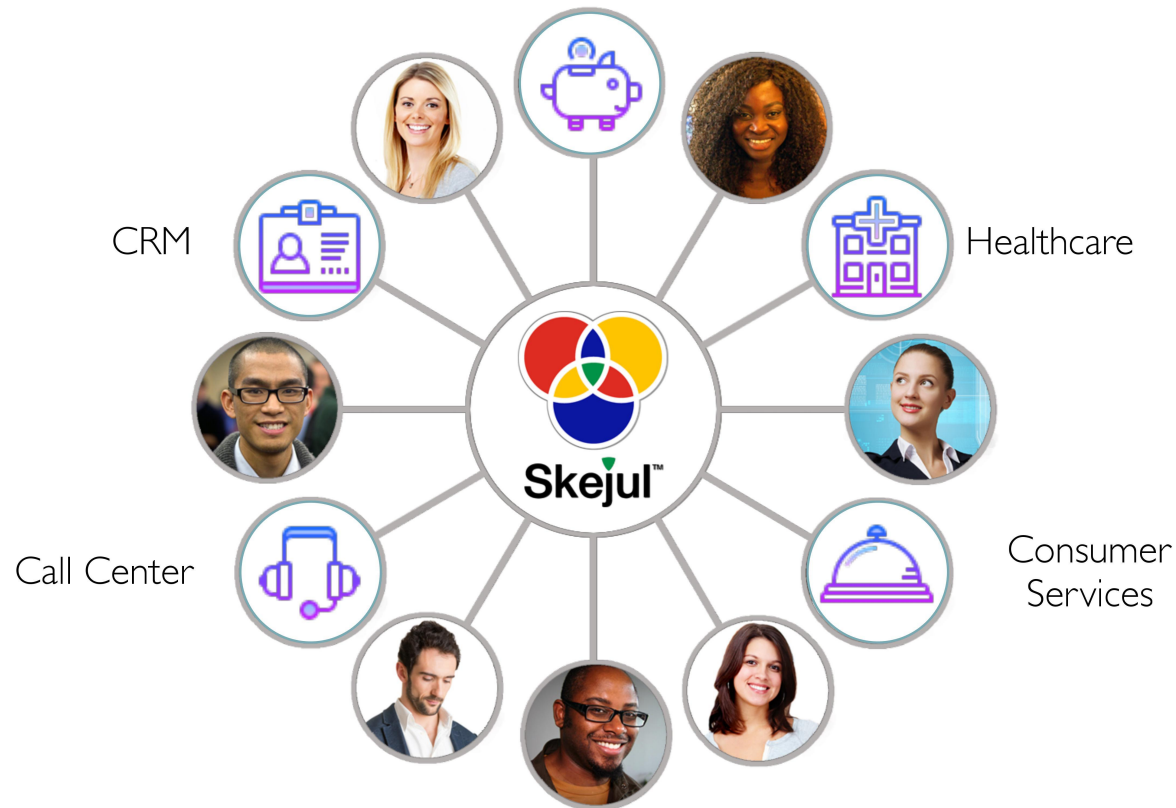 CRM
Healthcare
Skejul™
Call Center
Consumer
Services